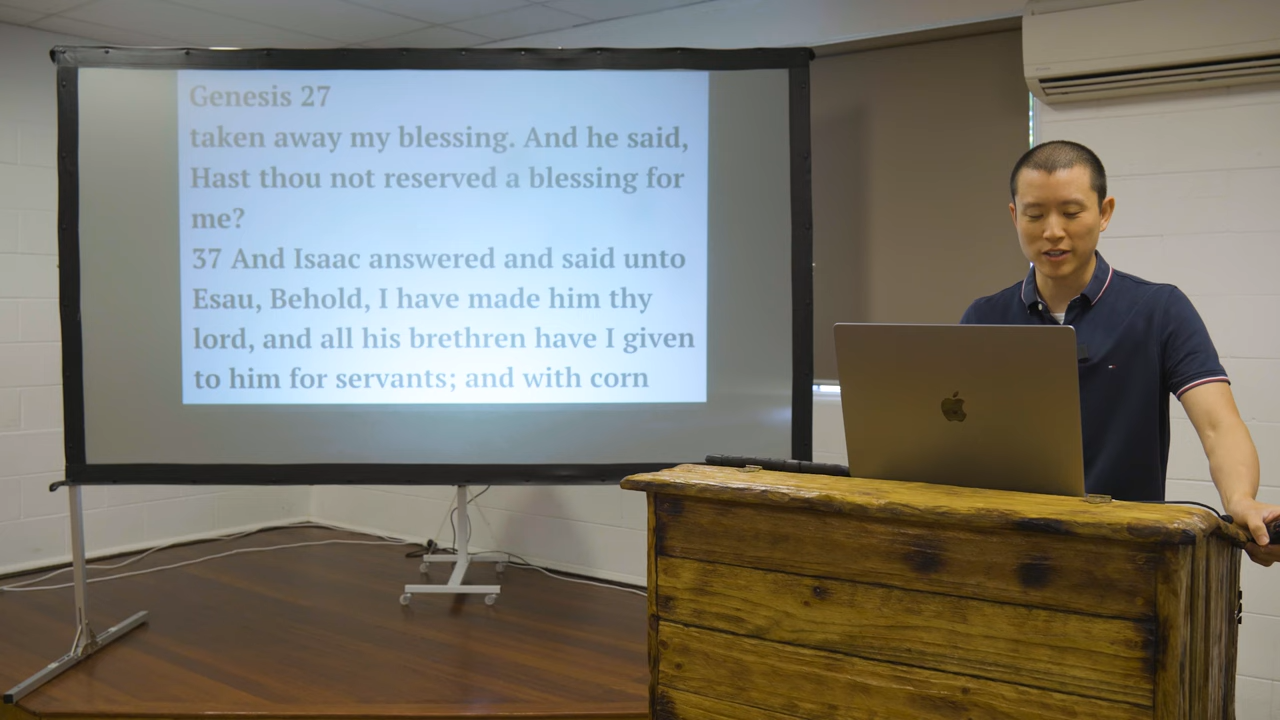 Genesis 27
taken away my blessing. And he said,
Hast thou not reserved a blessing for
me?
37 And Isaac answered and said unto
Esau, Behold, I have made him thy
lord, and all his brethren have I given
to him for servants; and with corn